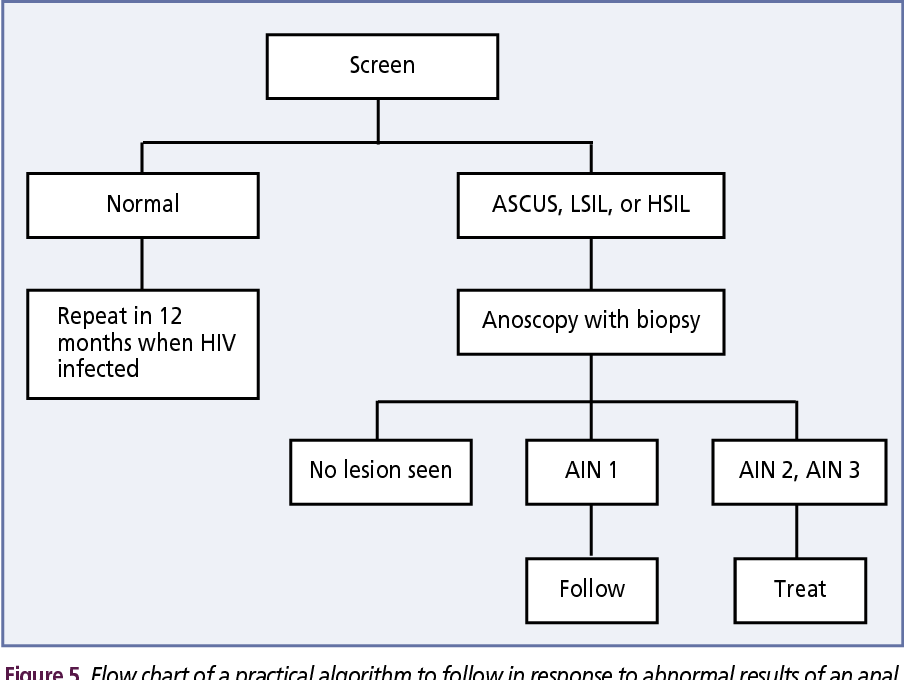 Screen
Normal
ASCUS, LSIL, or HSIL
Repeat in 12
months when HIV
infected
Anoscopy with biopsy
No lesion seen
AIN 1
AIN 2, AIN 3
Follow
Treat
Figure 5 Flow chart of a practical algorithm to follow in response to abnormal results of an anal